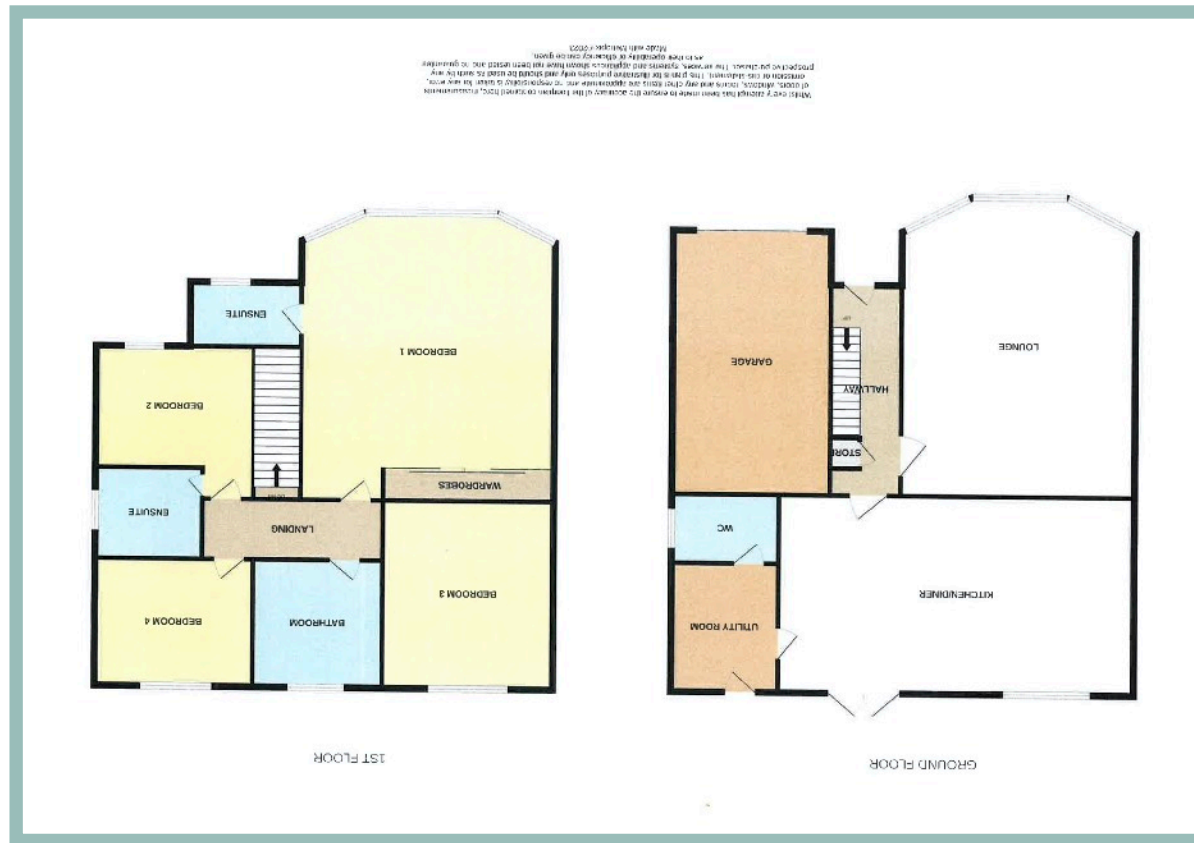 GROUND FLOOR
KITCHEN/DINER
UTILITY ROOM
WC
STORE
HALLWAY
UP
GARAGE
LOUNGE
1ST FLOOR
BEDROOM 3
BATHROOM
BEDROOM 4
LANDING
ENSUITE
DOWN
WARDROBES
BEDROOM 2
BEDROOM 1
ENSUITE
Whilst every attempt has been made to ensure the accuracy of the floorplan contained here, measurements
of doors, windows, rooms and any other items are approximate and no responsibility is taken for any error,
omission or mis-statement. This plan is for illustrative purposes only and should be used as such by any
prospective purchaser. The services, systems and appliances shown have not been tested and no guarantee
as to their operability or efficiency can be given.
Made with Metropix ©2023